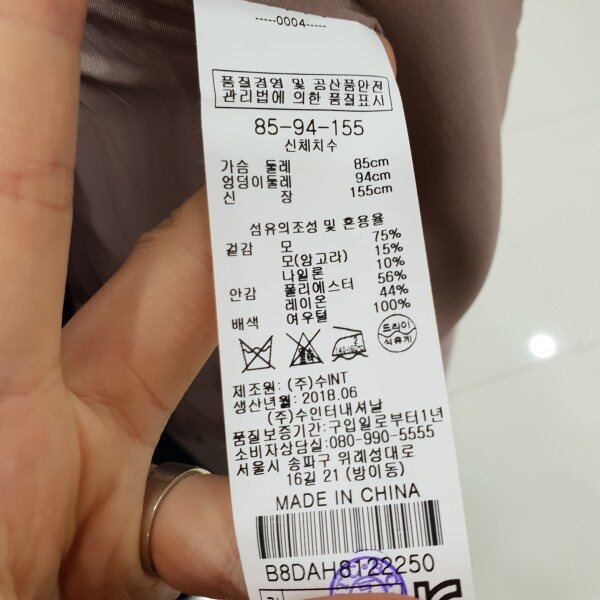 -----0004-----
품질경영 및 공산품안전
관리법에 의한 품질표시
85-94-155
신체치수
가슴 둘레 85cm
엉덩이둘레 94cm
신 장 155cm
섬유의조성 및 혼용율
겉감 모 75%
모(앙고라) 15%
나일론 10%
안감 폴리에스터 56%
레이온 44%
배색 여우털 100%
드라이
석유계
제조원: (주)수INT
생산년월: 2018.06
(주)수인터내셔날
품질보증기간:구입일로부터1년
소비자상담실:080-990-5555
서울시 송파구 위례성대로
16길 21 (방이동)
MADE IN CHINA
B8DAH8122250